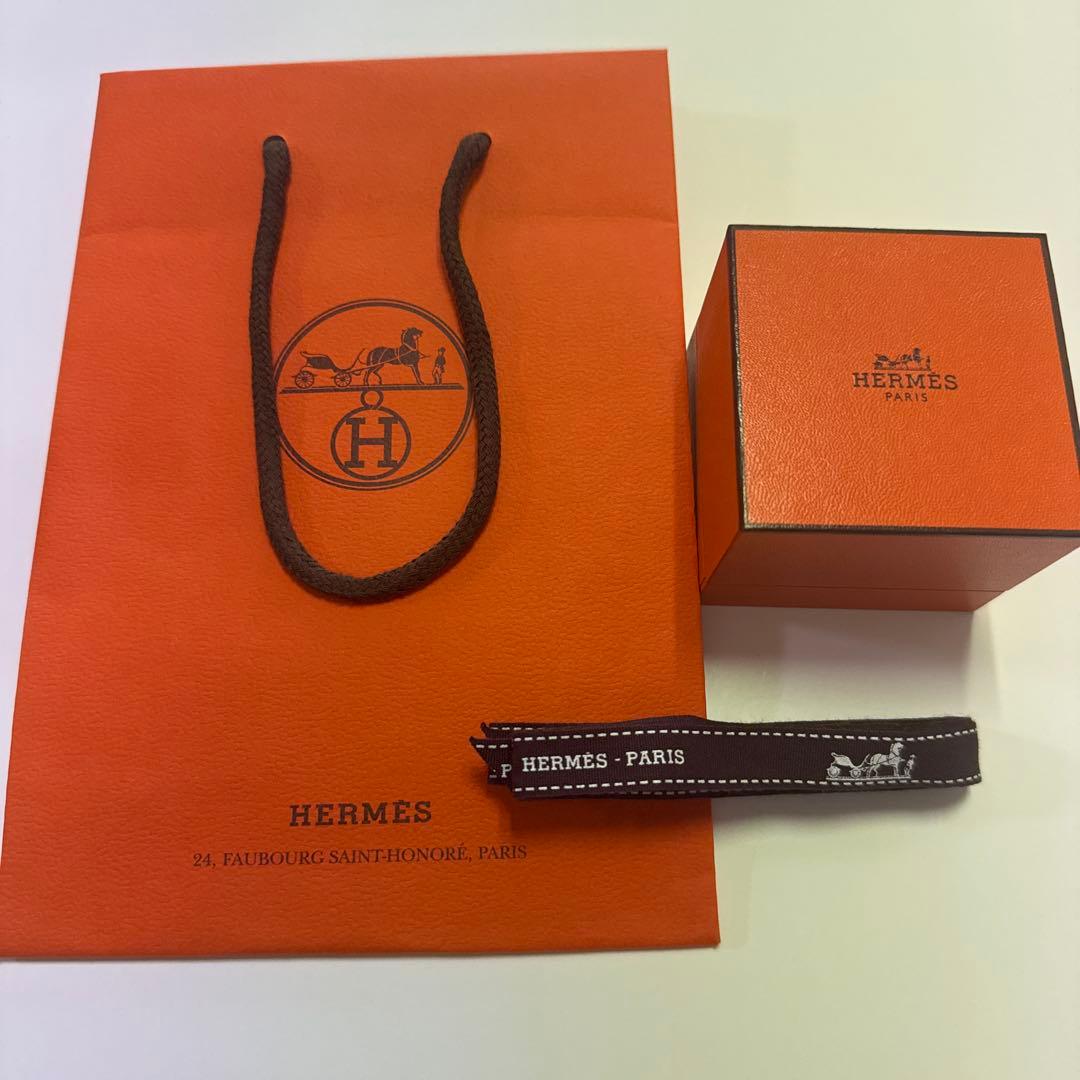 H
HERMÈS
24, FAUBOURG SAINT-HONORÉ, PARIS
HERMÈS
PARIS
- P
HERMÈS - PARIS